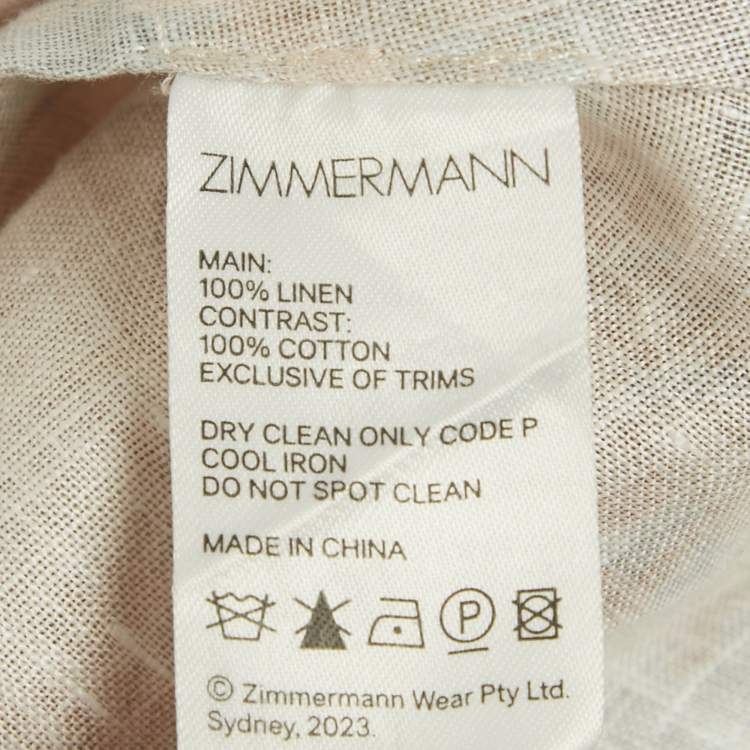 ZIMMERMANN
MAIN:
100% LINEN
CONTRAST:
100% COTTON
EXCLUSIVE OF TRIMS
DRY CLEAN ONLY CODE P
COOL IRON
DO NOT SPOT CLEAN
MADE IN CHINA
P
© Zimmermann Wear Pty Ltd.
Sydney, 2023.